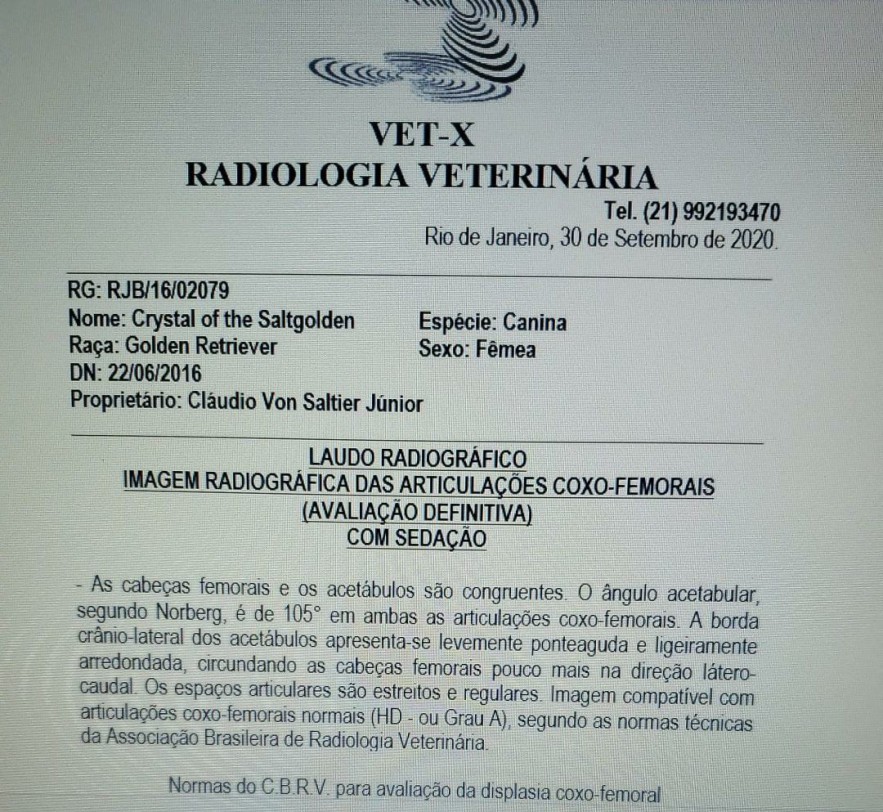 VET-X
RADIOLOGIA VETERINÁRIA
Tel. (21) 992193470
Rio de Janeiro, 30 de Setembro de 2020.
RG: RJB/16/02079
Nome: Crystal of the Saltgolden Espécie: Canina
Raça: Golden Retriever Sexo: Fêmea
DN: 22/06/2016
Proprietário: Cláudio Von Saltier Júnior
LAUDO RADIOGRÁFICO
IMAGEM RADIOGRÁFICA DAS ARTICULAÇÕES COXO-FEMORAIS
(AVALIAÇÃO DEFINITIVA)
COM SEDAÇÃO
- As cabeças femorais e os acetábulos são congruentes. O ângulo acetabular,
segundo Norberg, é de 105° em ambas as articulações coxo-femorais. A borda
crânio-lateral dos acetábulos apresenta-se levemente ponteaguda e ligeiramente
arredondada, circundando as cabeças femorais pouco mais na direção látero-
caudal. Os espaços articulares são estreitos e regulares. Imagem compatível com
articulações coxo-femorais normais (HD - ou Grau A), segundo as normas técnicas
da Associação Brasileira de Radiologia Veterinária.
Normas do C.B.R.V. para avaliação da displasia coxo-femoral